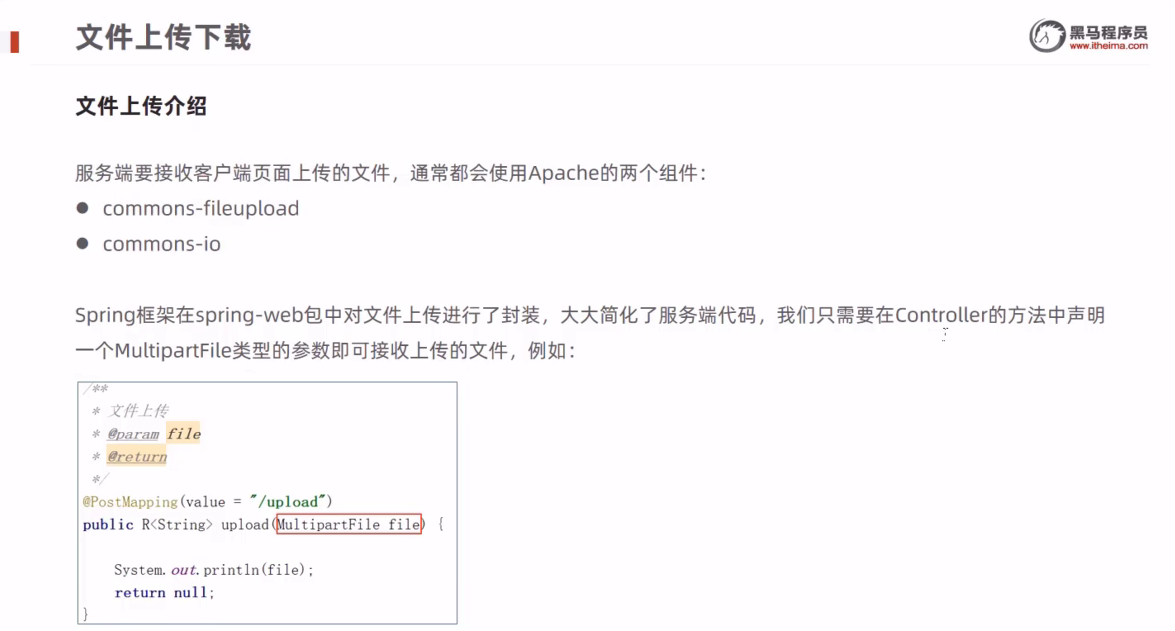 文件上传下载
黑马程序员
www.itheima.com
文件上传介绍
服务端要接收客户端页面上传的文件，通常都会使用Apache的两个组件：
● commons-fileupload
● commons-io
Spring框架在spring-web包中对文件上传进行了封装，大大简化了服务端代码，我们只需要在Controller的方法中声明
一个MultipartFile类型的参数即可接收上传的文件，例如：
/**
 * 文件上传
 * @param file
 * @return
 */
@PostMapping(value = "/upload")
public R<String> upload(MultipartFile file) {
    System.out.println(file);
    return null;
}